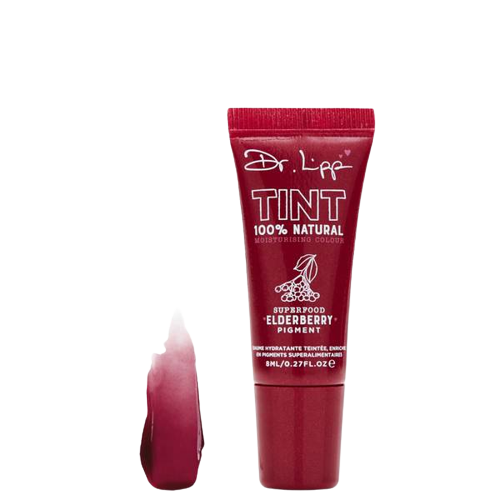 Dr. Lipp
TINT
100% NATURAL
MOISTURISING COLOUR
SUPERFOOD
"ELDERBERRY"
PIGMENT
BAUME HYDRATANTE TEINTÉE, ENRICHIE
EN PIGMENTS SUPERALIMENTAIRES
8ML/0.27FL.OZ ℮